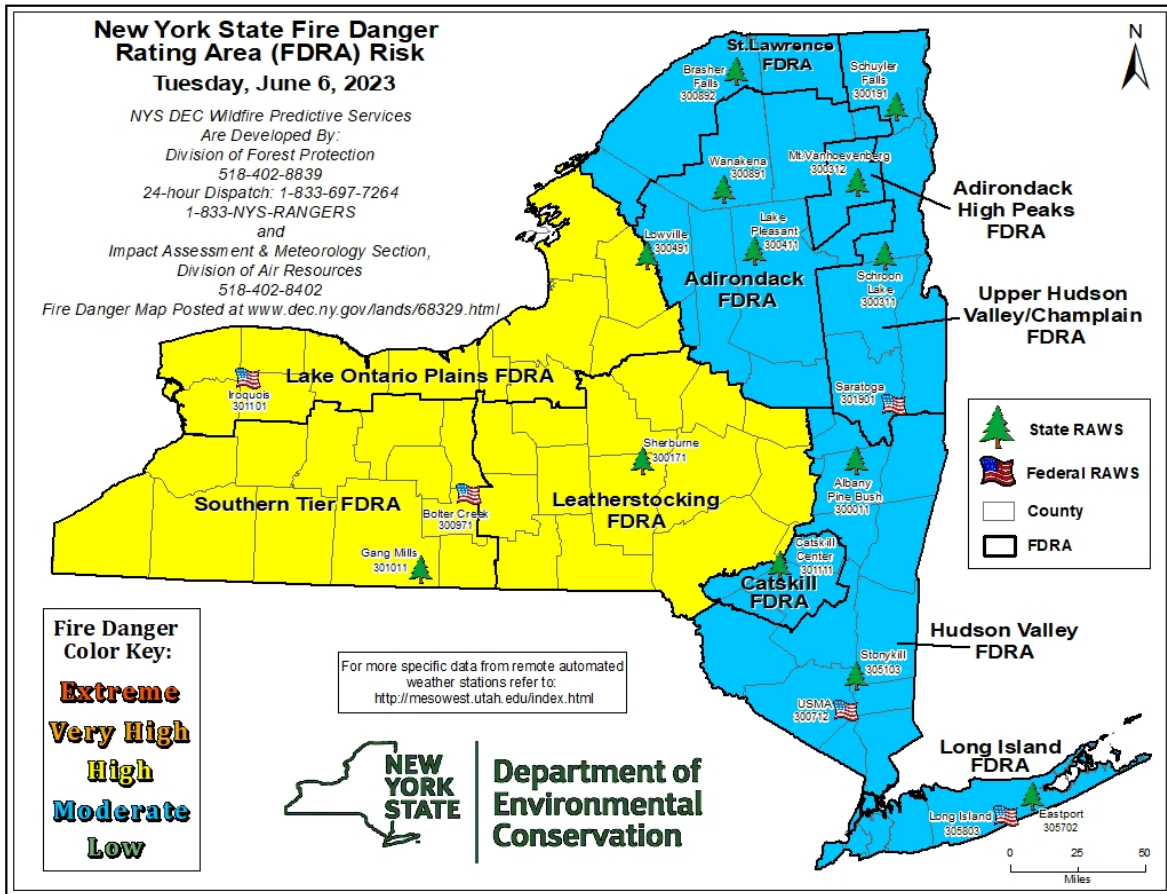 New York State Fire Danger
Rating Area (FDRA) Risk
Tuesday, June 6, 2023
NYS DEC Wildfire Predictive Services
Are Developed By:
Division of Forest Protection
518-402-8839
24-hour Dispatch: 1-833-697-7264
1-833-NYS-RANGERS
and
Impact Assessment & Meteorology Section,
Division of Air Resources
518-402-8402
Fire Danger Map Posted at www.dec.ny.gov/lands/68329.html
N
St.Lawrence
FDRA
Brasher
Falls
300892
Schuyler
Falls
300191
Wanakena
300891
Mt.Vanhoevenberg
300312
Adirondack
High Peaks
FDRA
Lowville
300491
Lake
Pleasant
300411
Adirondack
FDRA
Schroon
Lake
300311
Upper Hudson
Valley/Champlain
FDRA
Lake Ontario Plains FDRA
Iroquois
301101
Saratoga
301901
Sherburne
300171
Albany
Pine Bush
300011
Southern Tier FDRA
Bolter Creek
300971
Leatherstocking
FDRA
Gang Mills
301011
Catskill
Center
301111
Catskill
FDRA
Hudson Valley
FDRA
Stonykill
305103
USMA
300712
Long Island
FDRA
Long Island
305803
Eastport
305702
State RAWS
Federal RAWS
County
FDRA
Fire Danger
Color Key:
Extreme
Very High
High
Moderate
Low
For more specific data from remote automated
weather stations refer to:
http://mesowest.utah.edu/index.html
NEW
YORK
STATE
Department of
Environmental
Conservation
0 25 50
Miles